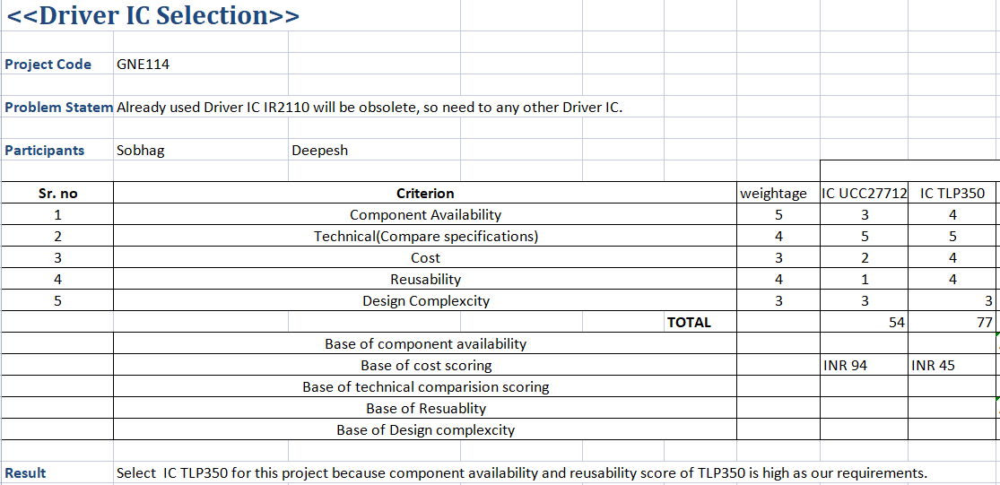 <<Driver IC Selection>>
Project Code GNE114
Problem Statem Already used Driver IC IR2110 will be obsolete, so need to any other Driver IC.
Participants Sobhag Deepesh
Sr. no Criterion weightage IC UCC27712 IC TLP350
1 Component Availability 5 3 4
2 Technical(Compare specifications) 4 5 5
3 Cost 3 2 4
4 Reusability 4 1 4
5 Design Complexcity 3 3 3
TOTAL 54 77
Base of component availability
Base of cost scoring INR 94 INR 45
Base of technical comparision scoring
Base of Resuablity
Base of Design complexcity
Result Select IC TLP350 for this project because component availability and reusability score of TLP350 is high as our requirements.